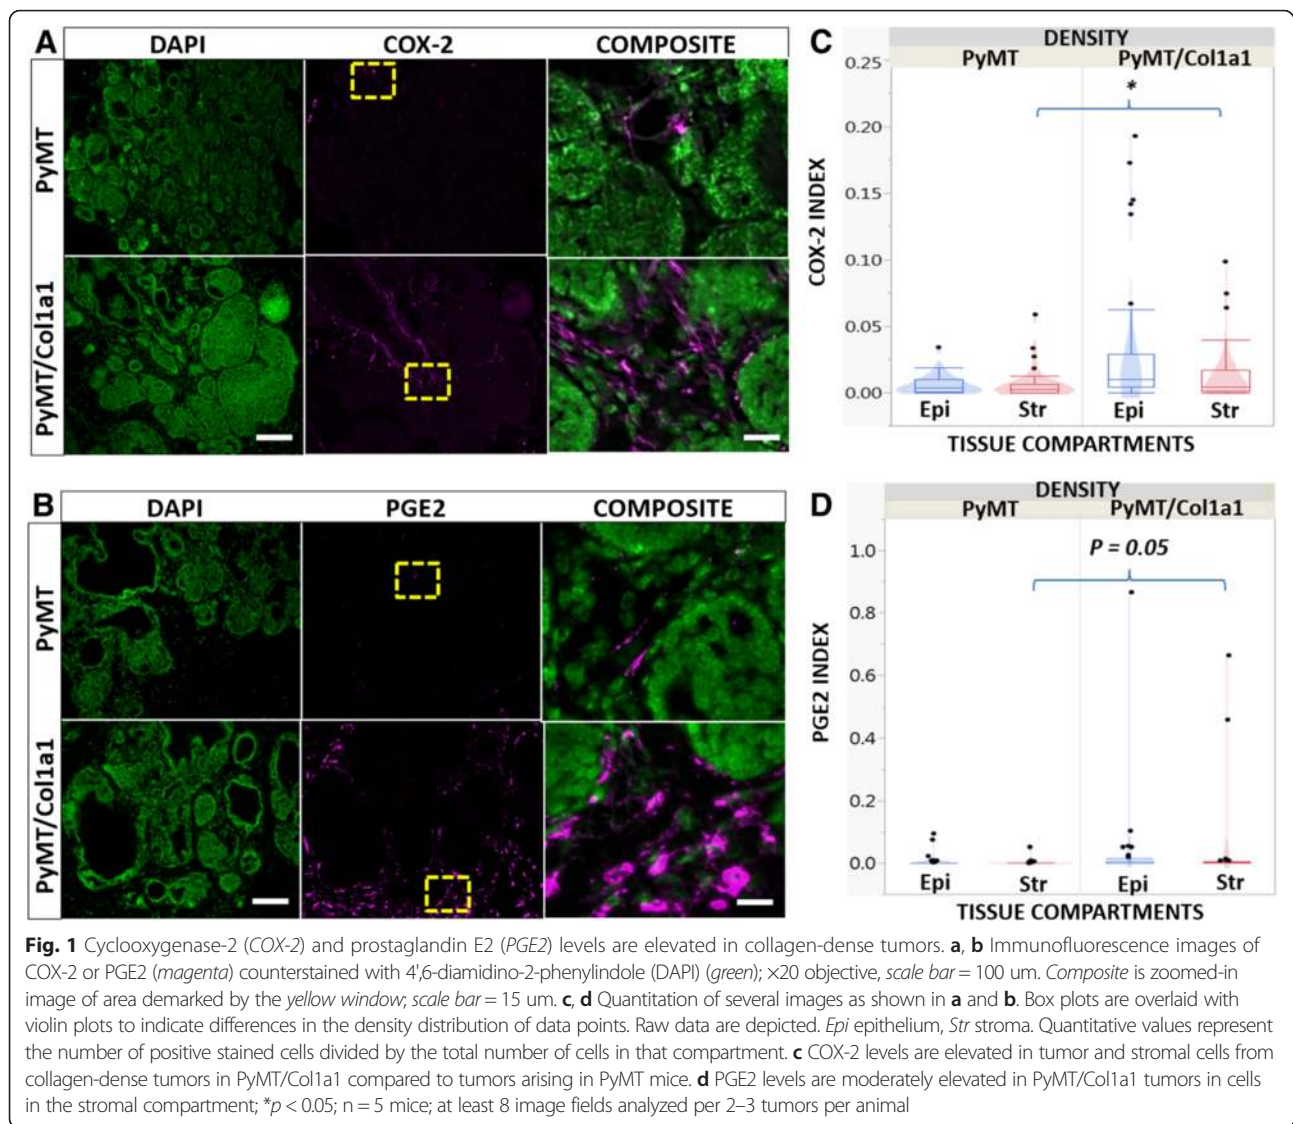 A
DAPI
COX-2
COMPOSITE
PyMT
PyMT/Col1a1
C
DENSITY
PyMT
PyMT/Col1a1
0.25
*
0.20
0.15
0.10
0.05
0.00
COX-2 INDEX
Epi
Str
Epi
Str
TISSUE COMPARTMENTS
B
DAPI
PGE2
COMPOSITE
PyMT
PyMT/Col1a1
D
DENSITY
PyMT
PyMT/Col1a1
P = 0.05
1.0
0.8
0.6
0.4
0.2
0.0
PGE2 INDEX
Epi
Str
Epi
Str
TISSUE COMPARTMENTS
Fig. 1 Cyclooxygenase-2 (COX-2) and prostaglandin E2 (PGE2) levels are elevated in collagen-dense tumors. a, b Immunofluorescence images of
COX-2 or PGE2 (magenta) counterstained with 4',6-diamidino-2-phenylindole (DAPI) (green); ×20 objective, scale bar = 100 um. Composite is zoomed-in
image of area demarked by the yellow window; scale bar = 15 um. c, d Quantitation of several images as shown in a and b. Box plots are overlaid with
violin plots to indicate differences in the density distribution of data points. Raw data are depicted. Epi epithelium, Str stroma. Quantitative values represent
the number of positive stained cells divided by the total number of cells in that compartment. c COX-2 levels are elevated in tumor and stromal cells from
collagen-dense tumors in PyMT/Col1a1 compared to tumors arising in PyMT mice. d PGE2 levels are moderately elevated in PyMT/Col1a1 tumors in cells
in the stromal compartment; *p < 0.05; n = 5 mice; at least 8 image fields analyzed per 2–3 tumors per animal